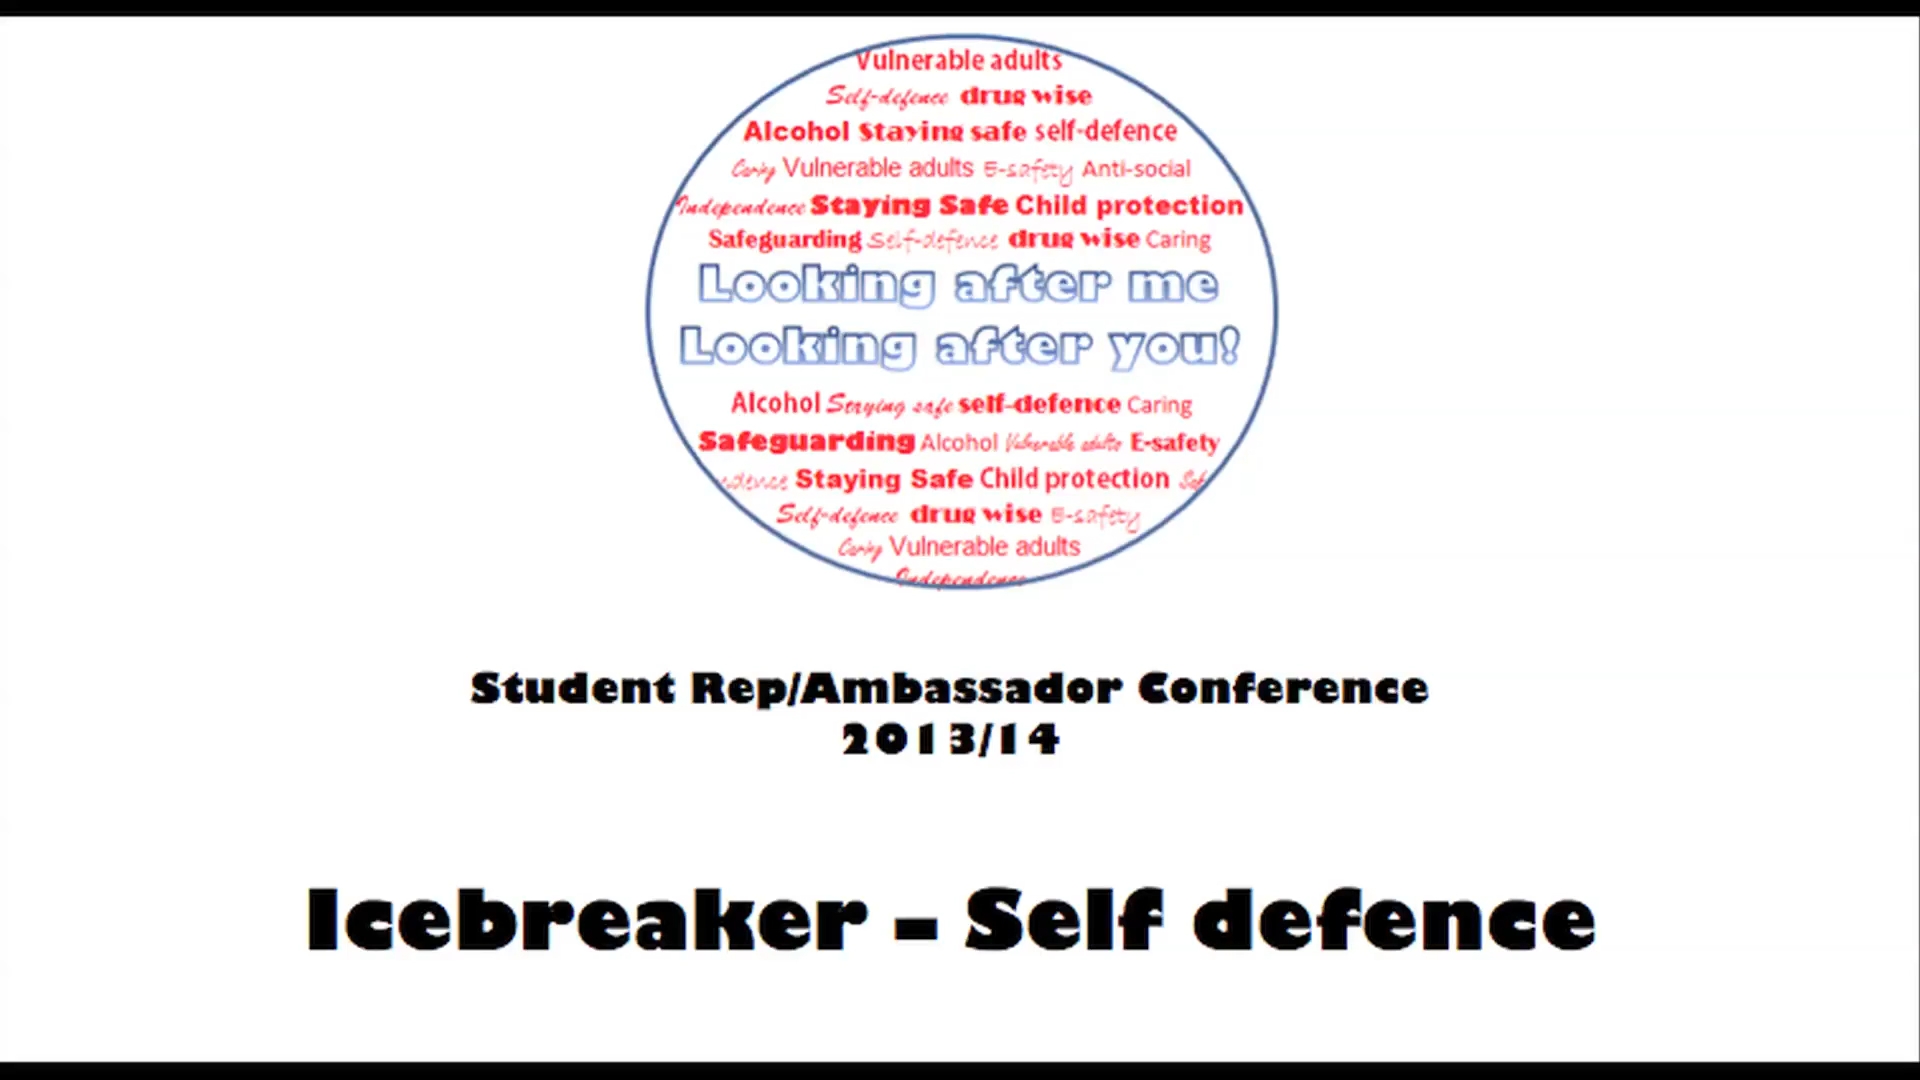 Vulnerable adults
Self-defence drug wise
Alcohol Staying safe self-defence
Caring Vulnerable adults E-safety Anti-social
Independence Staying Safe Child protection
Safeguarding Self-defence drug wise Caring
Looking after me
Looking after you!
Alcohol Staying safe self-defence Caring
Safeguarding Alcohol Vulnerable adults E-safety
Staying Safe Child protection
Self-defence drug wise E-safety
Caring Vulnerable adults
Independence
Student Rep/Ambassador Conference
2013/14
Icebreaker - Self defence